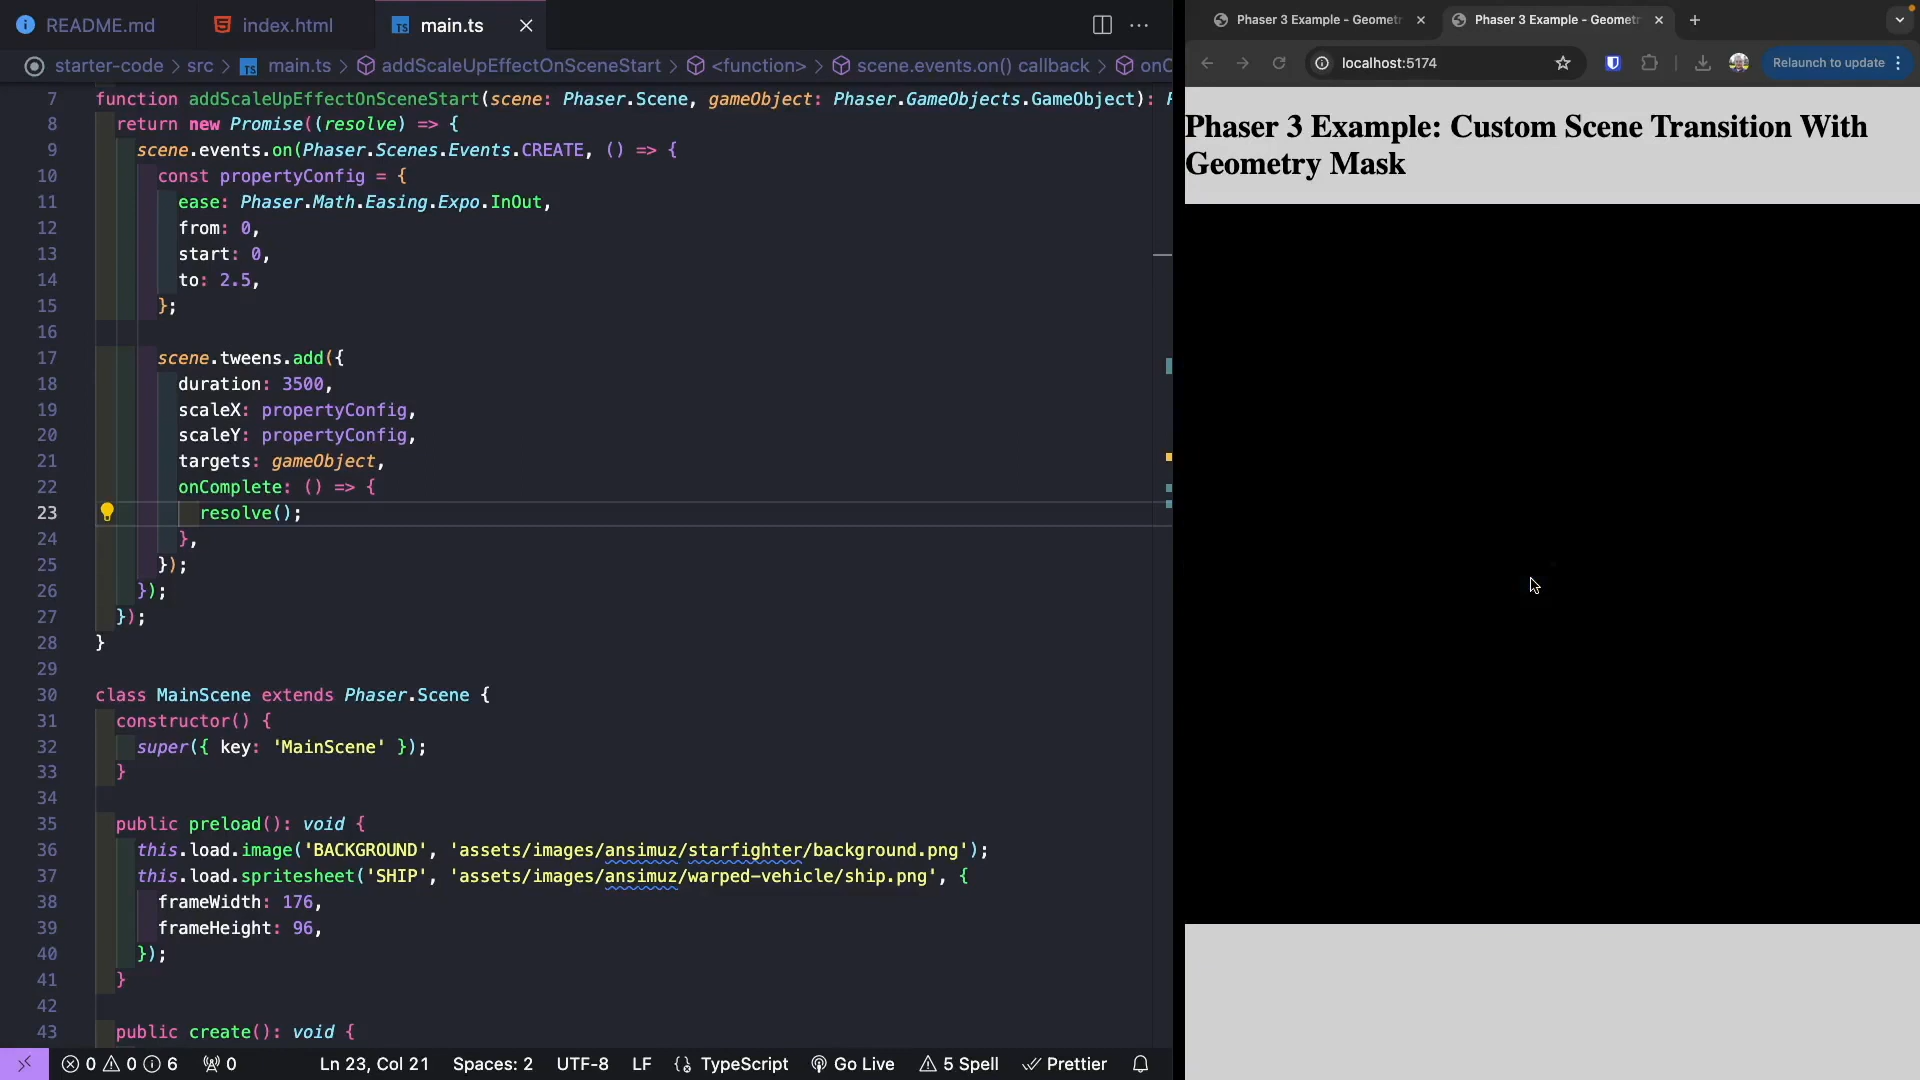 README.md
index.html
main.ts
Phaser 3 Example - Geometr
Phaser 3 Example - Geometr
localhost:5174
Relaunch to update
starter-code > src > main.ts > addScaleUpEffectOnSceneStart > <function> > scene.events.on() callback > onC
7 function addScaleUpEffectOnSceneStart(scene: Phaser.Scene, gameObject: Phaser.GameObjects.GameObject): P
8 return new Promise((resolve) => {
9 scene.events.on(Phaser.Scenes.Events.CREATE, () => {
10 const propertyConfig = {
11 ease: Phaser.Math.Easing.Expo.InOut,
12 from: 0,
13 start: 0,
14 to: 2.5,
15 };
16
17 scene.tweens.add({
18 duration: 3500,
19 scaleX: propertyConfig,
20 scaleY: propertyConfig,
21 targets: gameObject,
22 onComplete: () => {
23 resolve();
24 },
25 });
26 });
27 });
28 }
29
30 class MainScene extends Phaser.Scene {
31 constructor() {
32 super({ key: 'MainScene' });
33 }
34
35 public preload(): void {
36 this.load.image('BACKGROUND', 'assets/images/ansimuz/starfighter/background.png');
37 this.load.spritesheet('SHIP', 'assets/images/ansimuz/warped-vehicle/ship.png', {
38 frameWidth: 176,
39 frameHeight: 96,
40 });
41 }
42
43 public create(): void {
Phaser 3 Example: Custom Scene Transition With
Geometry Mask
0 0 6 0 Ln 23, Col 21 Spaces: 2 UTF-8 LF TypeScript Go Live 5 Spell Prettier